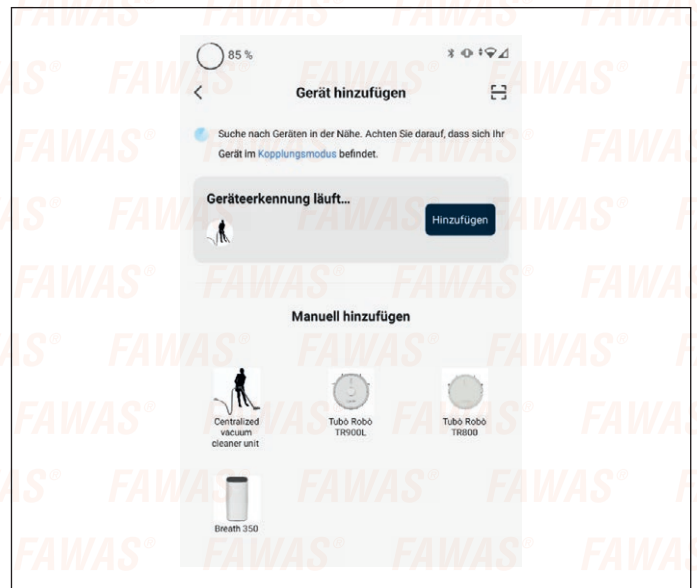 85 %
Gerät hinzufügen
Suche nach Geräten in der Nähe. Achten Sie darauf, dass sich Ihr
Gerät im Kopplungsmodus befindet.
Geräteerkennung läuft...
Hinzufügen
Manuell hinzufügen
Centralized
vacuum
cleaner unit
Tubò Robò
TR900L
Tubò Robò
TR800
Breath 350
FAWAS®